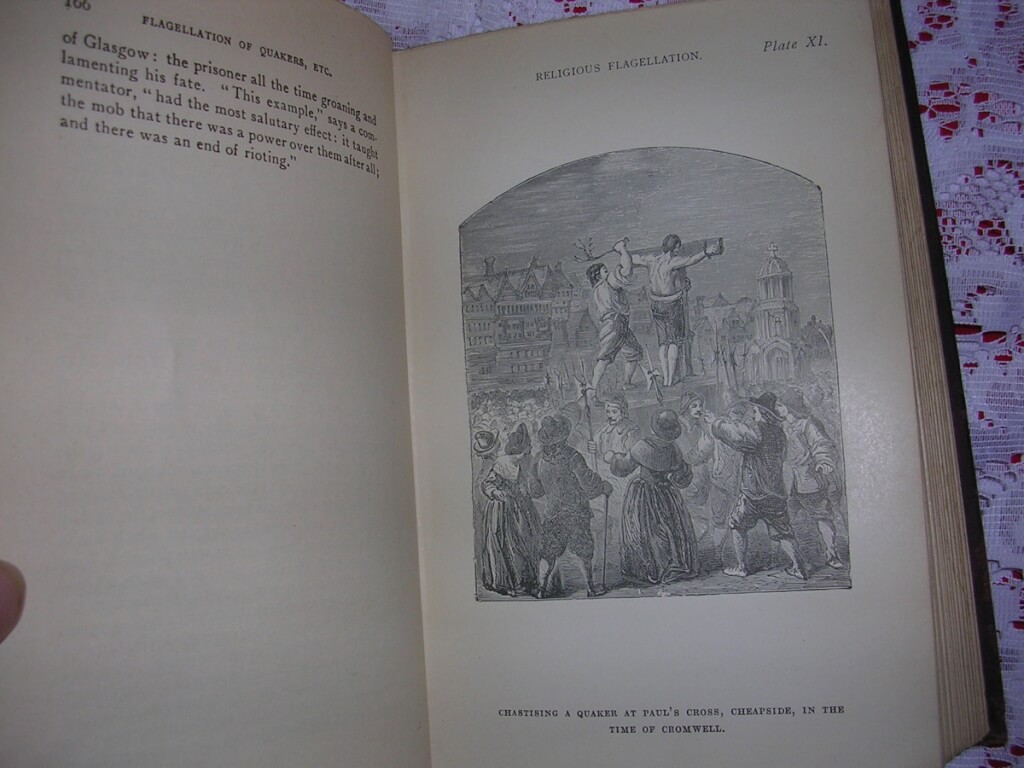 166
FLAGELLATION OF QUAKERS, ETC.
of Glasgow: the prisoner all the time groaning and
lamenting his fate. "This example," says a com-
mentator, "had the most salutary effect: it taught
the mob that there was a power over them after all;
and there was an end of rioting."
RELIGIOUS FLAGELLATION.
Plate XI.
CHASTISING A QUAKER AT PAUL'S CROSS, CHEAPSIDE, IN THE
TIME OF CROMWELL.